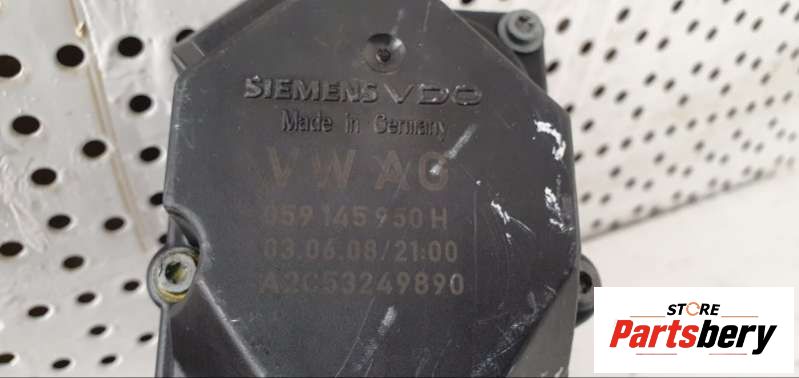 SIEMENS VDO
Made in Germany
VW AG
059 145 950 H
03.06.08/21:00
A2C53249890
STORE
Partsbery